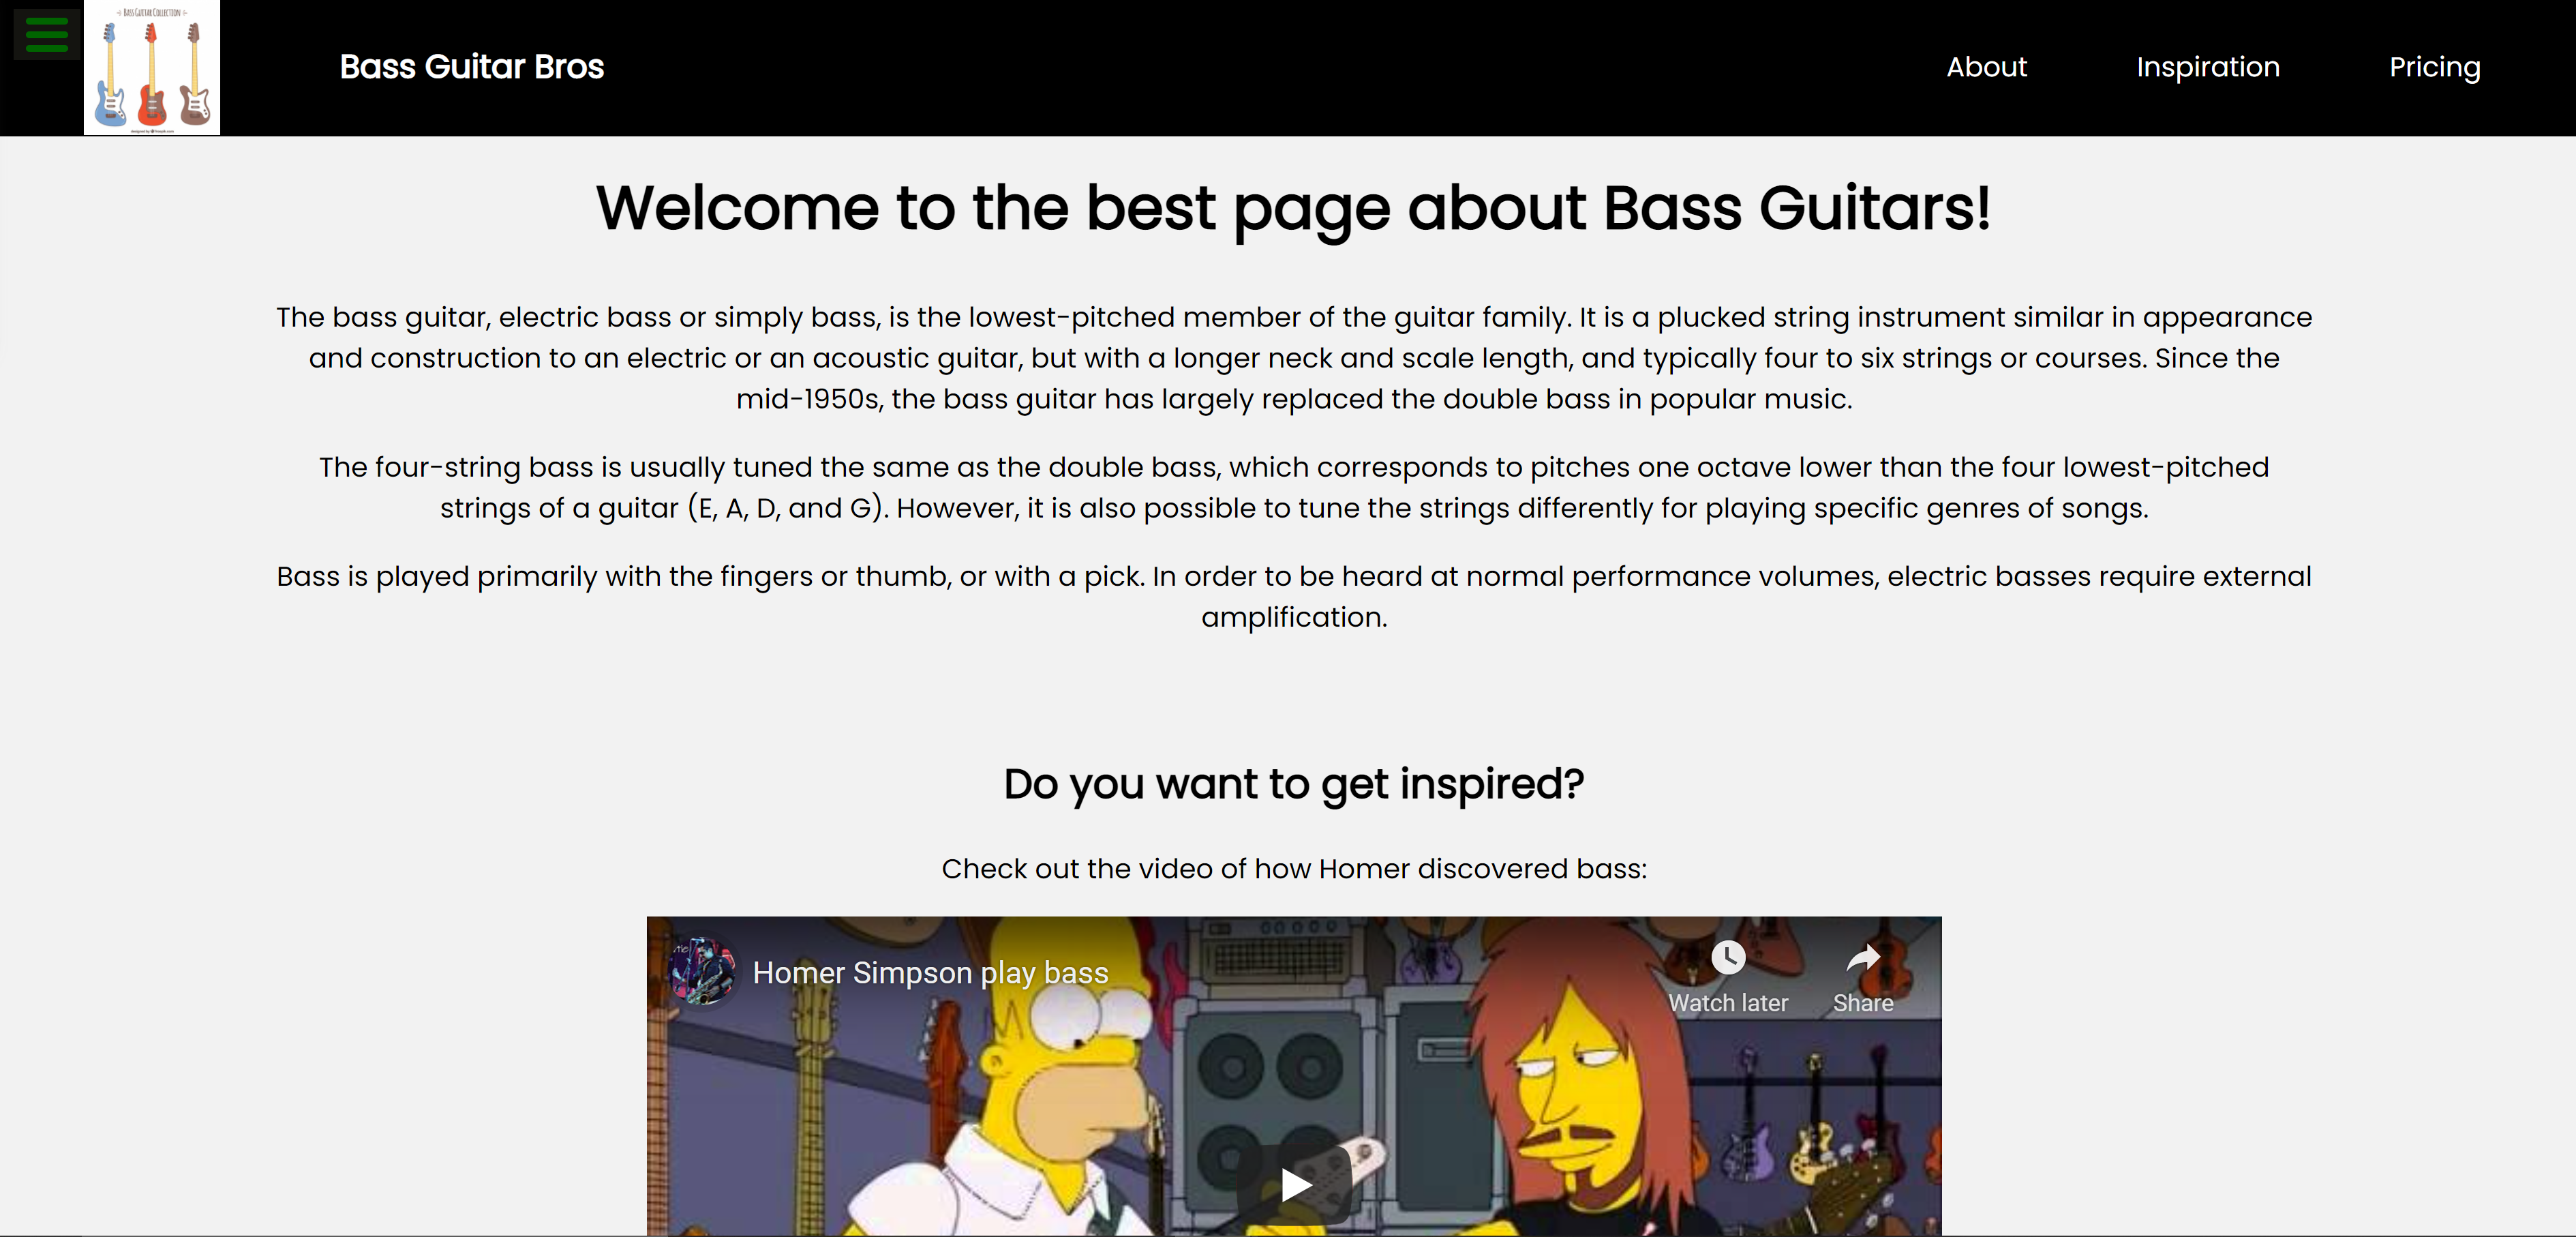 BASS GUITAR COLLECTION
designed by freepik.com
Bass Guitar Bros
About
Inspiration
Pricing
Welcome to the best page about Bass Guitars!
The bass guitar, electric bass or simply bass, is the lowest-pitched member of the guitar family. It is a plucked string instrument similar in appearance
and construction to an electric or an acoustic guitar, but with a longer neck and scale length, and typically four to six strings or courses. Since the
mid-1950s, the bass guitar has largely replaced the double bass in popular music.
The four-string bass is usually tuned the same as the double bass, which corresponds to pitches one octave lower than the four lowest-pitched
strings of a guitar (E, A, D, and G). However, it is also possible to tune the strings differently for playing specific genres of songs.
Bass is played primarily with the fingers or thumb, or with a pick. In order to be heard at normal performance volumes, electric basses require external
amplification.
Do you want to get inspired?
Check out the video of how Homer discovered bass:
Homer Simpson play bass
Watch later
Share